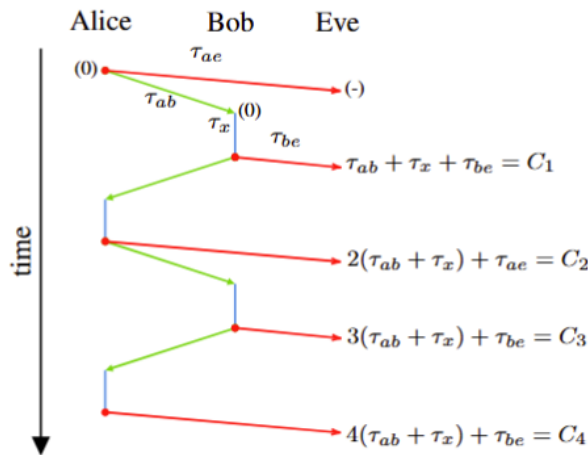 Alice Bob Eve
τ_ae
(0)
(-)
τ_ab
(0)
τ_x
τ_be
τ_ab + τ_x + τ_be = C_1
2(τ_ab + τ_x) + τ_ae = C_2
time
3(τ_ab + τ_x) + τ_be = C_3
4(τ_ab + τ_x) + τ_be = C_4